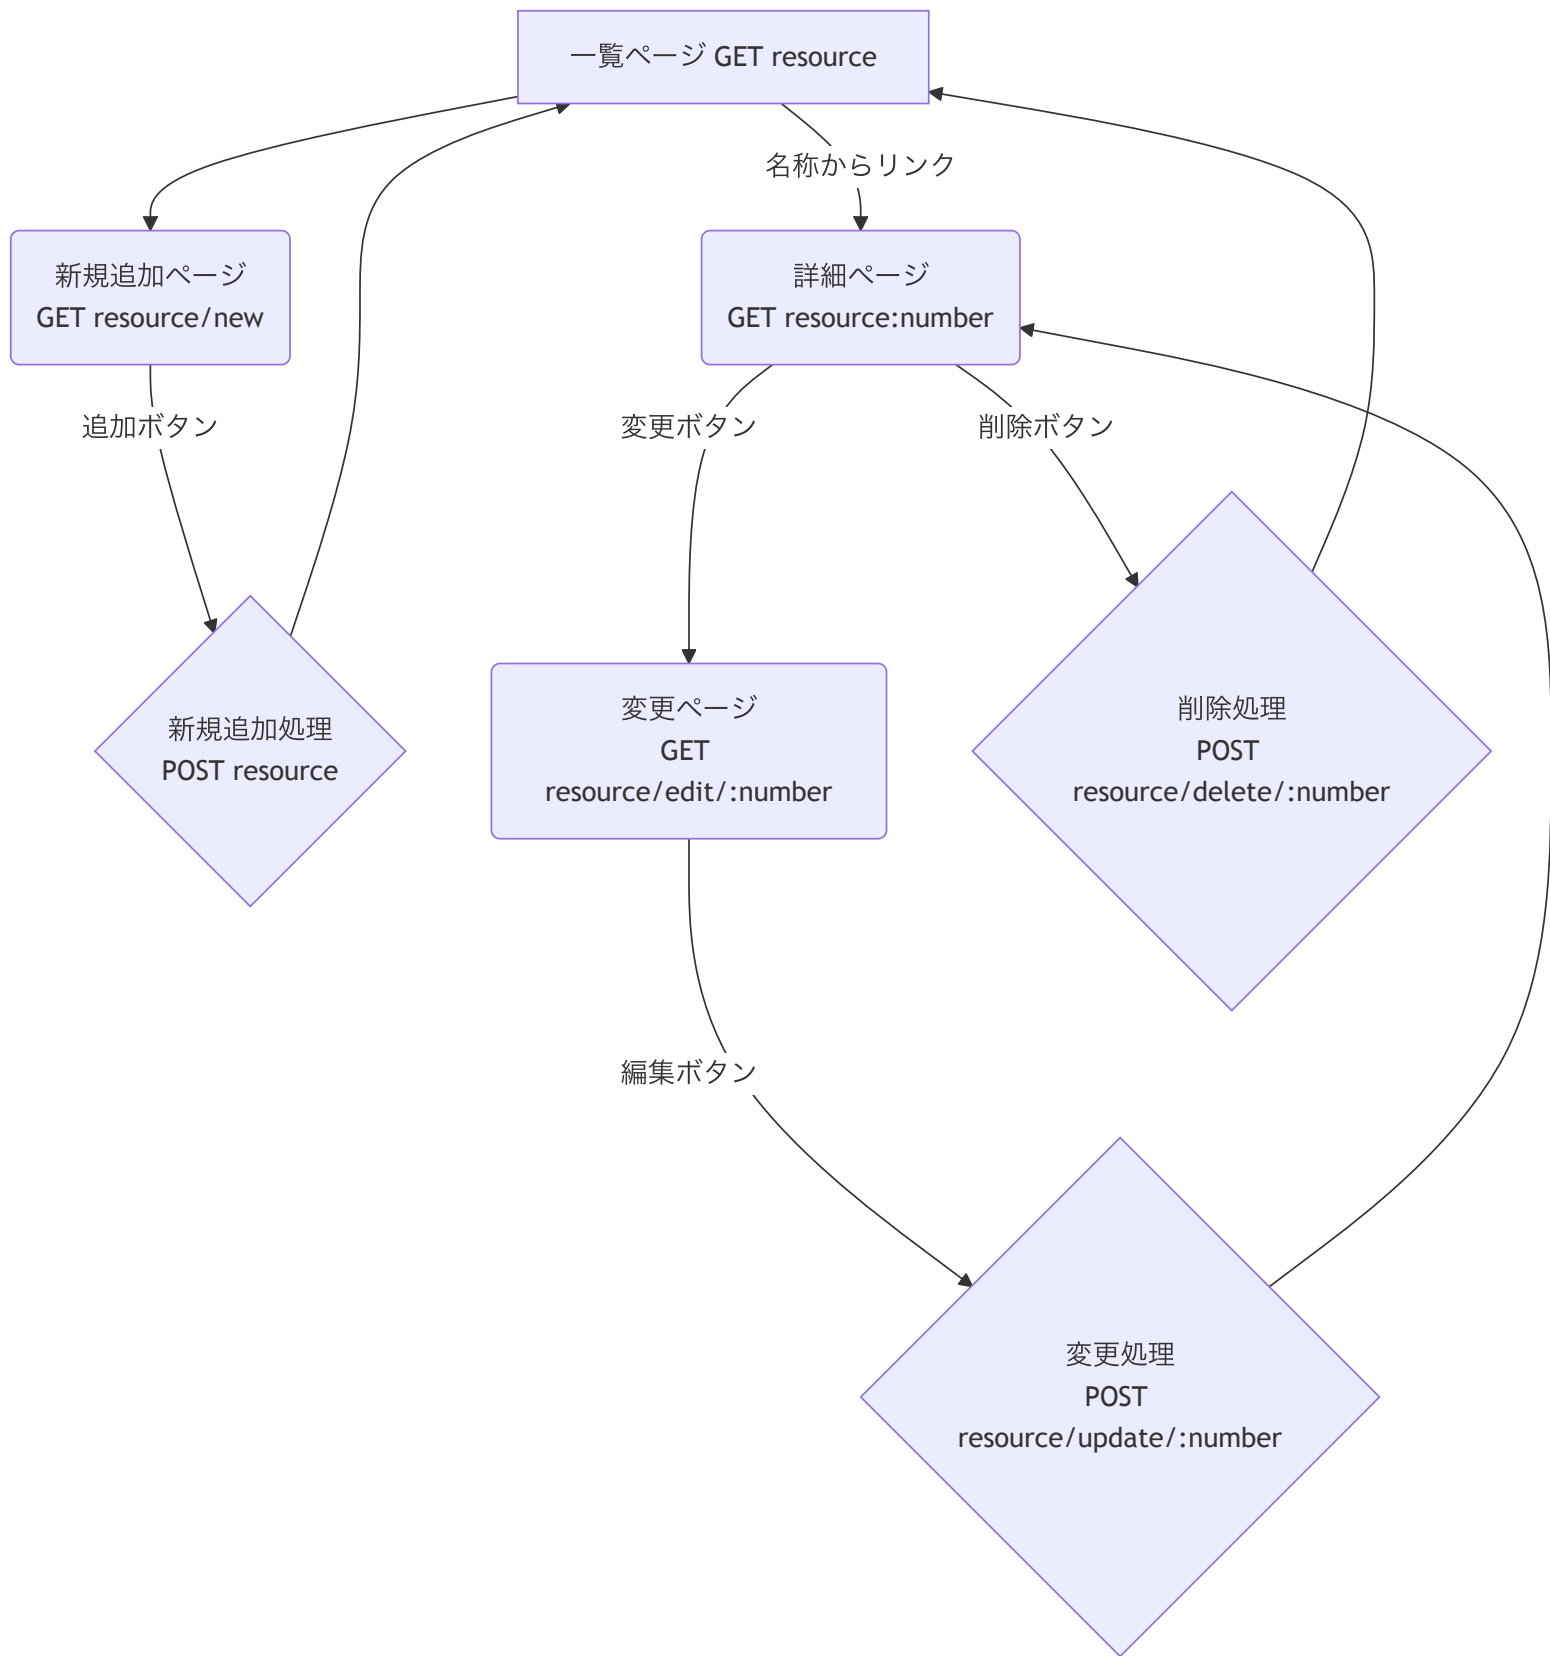 一覧ページ GET resource
名称からリンク
新規追加ページ
GET resource/new
詳細ページ
GET resource:number
追加ボタン
変更ボタン
削除ボタン
新規追加処理
POST resource
変更ページ
GET
resource/edit/:number
削除処理
POST
resource/delete/:number
編集ボタン
変更処理
POST
resource/update/:number